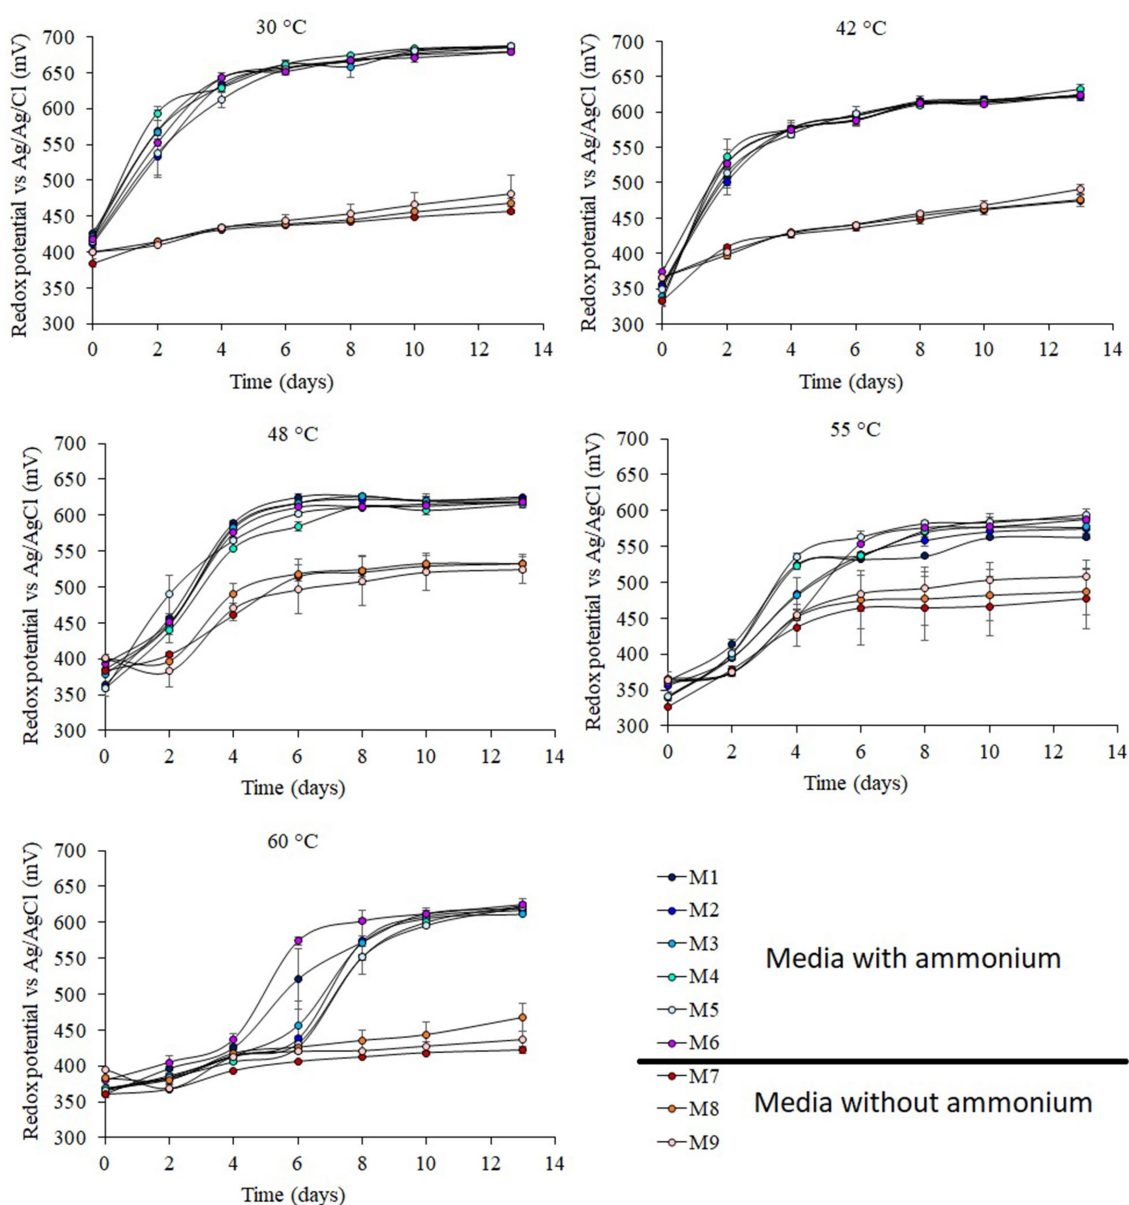 30 °C
Redox potential vs Ag/Ag/Cl (mV)
700
650
600
550
500
450
400
350
300
0 2 4 6 8 10 12 14
Time (days)
42 °C
Redox potential vs Ag/AgCl (mV)
700
650
600
550
500
450
400
350
300
0 2 4 6 8 10 12 14
Time (days)
48 °C
Redox potential vs Ag/AgCl (mV)
700
650
600
550
500
450
400
350
300
0 2 4 6 8 10 12 14
Time (days)
55 °C
Redox potential vs Ag/AgCl (mV)
700
650
600
550
500
450
400
350
300
0 2 4 6 8 10 12 14
Time (days)
60 °C
Redox potential vs Ag/AgCl (mV)
700
650
600
550
500
450
400
350
300
0 2 4 6 8 10 12 14
Time (days)
M1
M2
M3
M4
M5
M6
Media with ammonium
M7
M8
M9
Media without ammonium